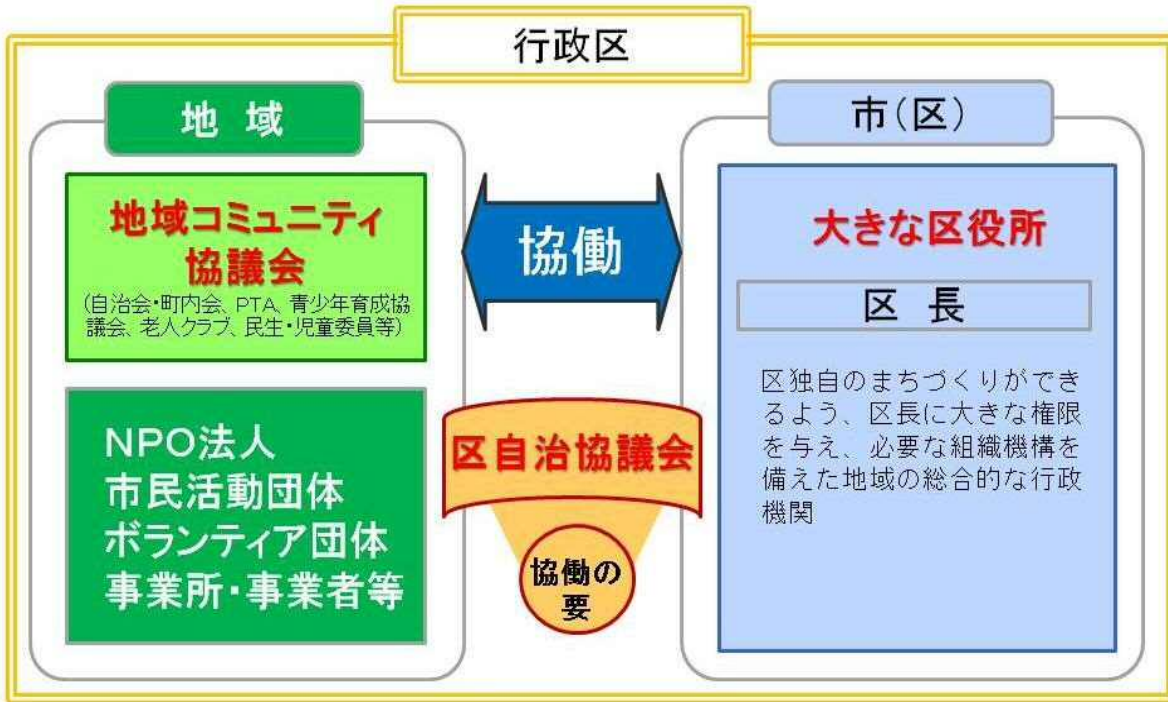 行政区
地 域
地域コミュニティ
協議会
(自治会・町内会、PTA、青少年育成協
議会、老人クラブ、民生・児童委員等)
NPO法人
市民活動団体
ボランティア団体
事業所・事業者等
協働
区自治協議会
協働の
要
市(区)
大きな区役所
区 長
区独自のまちづくりができ
るよう、区長に大きな権限
を与え、必要な組織機構を
備えた地域の総合的な行政
機関